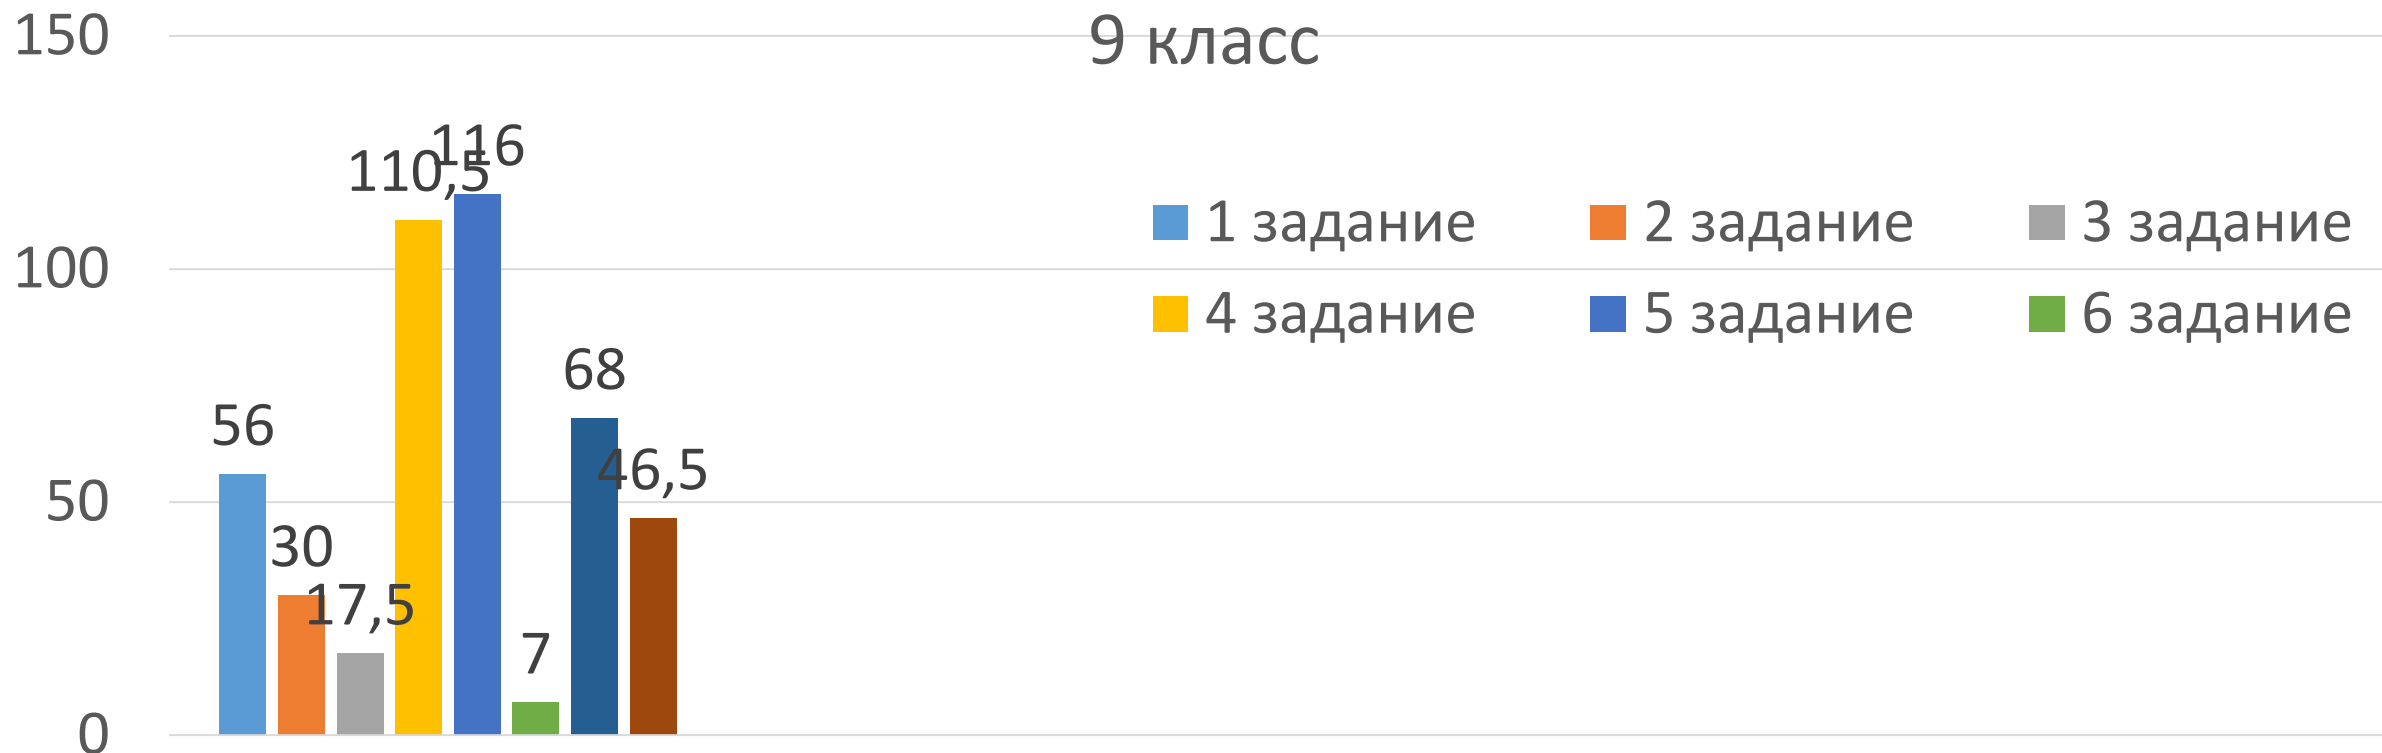 9 класс
150
100
50
0
56
30
17,5
110,5
116
7
68
46,5
1 задание
2 задание
3 задание
4 задание
5 задание
6 задание